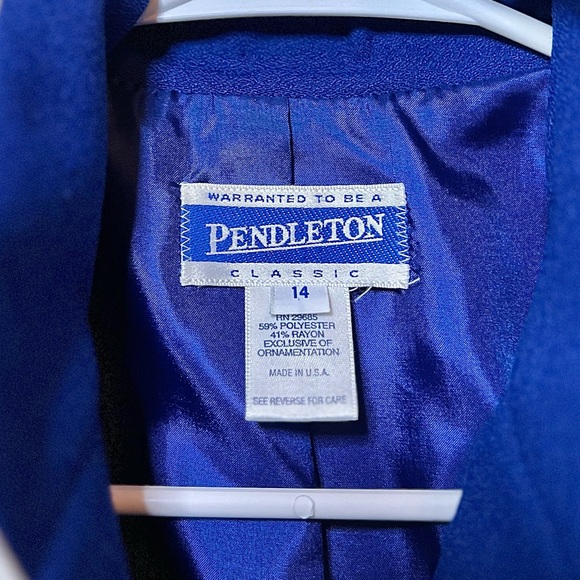 WARRANTED TO BE A
PENDLETON
CLASSIC
14
RN 29685
59% POLYESTER
41% RAYON
EXCLUSIVE OF
ORNAMENTATION
MADE IN U.S.A.
SEE REVERSE FOR CARE